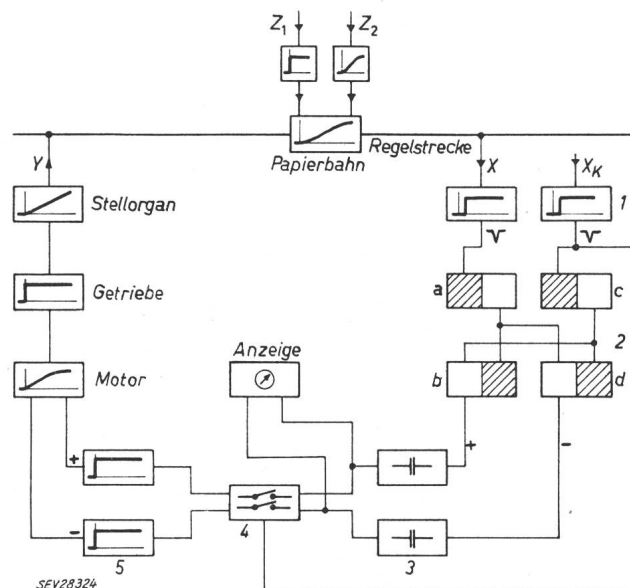 Z1 Z2
Regelstrecke
Papierbahn
Y X XK
Stellorgan 1
Getriebe a c
Anzeige 2
Motor b d
+ -
+
4
- 5 3
SEV28324